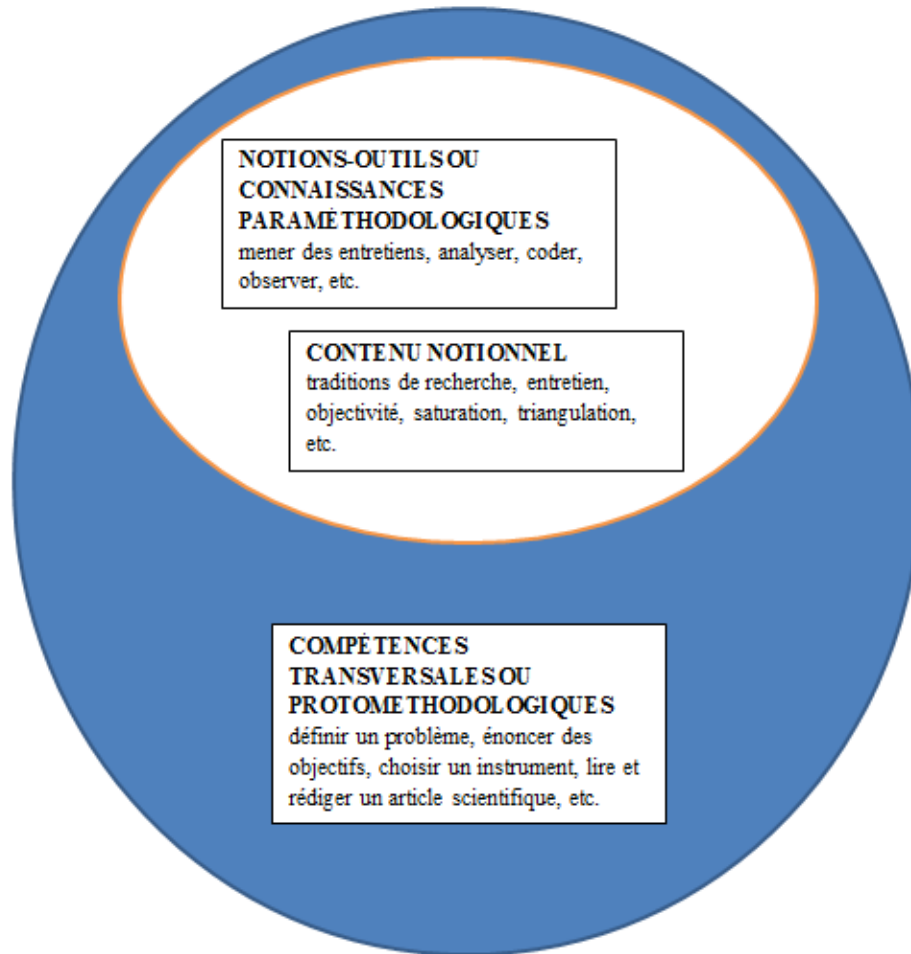 NOTIONS-OUTILS OU
CONNAISSANCES
PARAMÉTHODOLOGIQUES
mener des entretiens, analyser, coder,
observer, etc.
CONTENU NOTIONNEL
traditions de recherche, entretien,
objectivité, saturation, triangulation,
etc.
COMPÉTENCES
TRANSVERSALES OU
PROTOMETHODOLOGIQUES
définir un problème, énoncer des
objectifs, choisir un instrument, lire et
rédiger un article scientifique, etc.